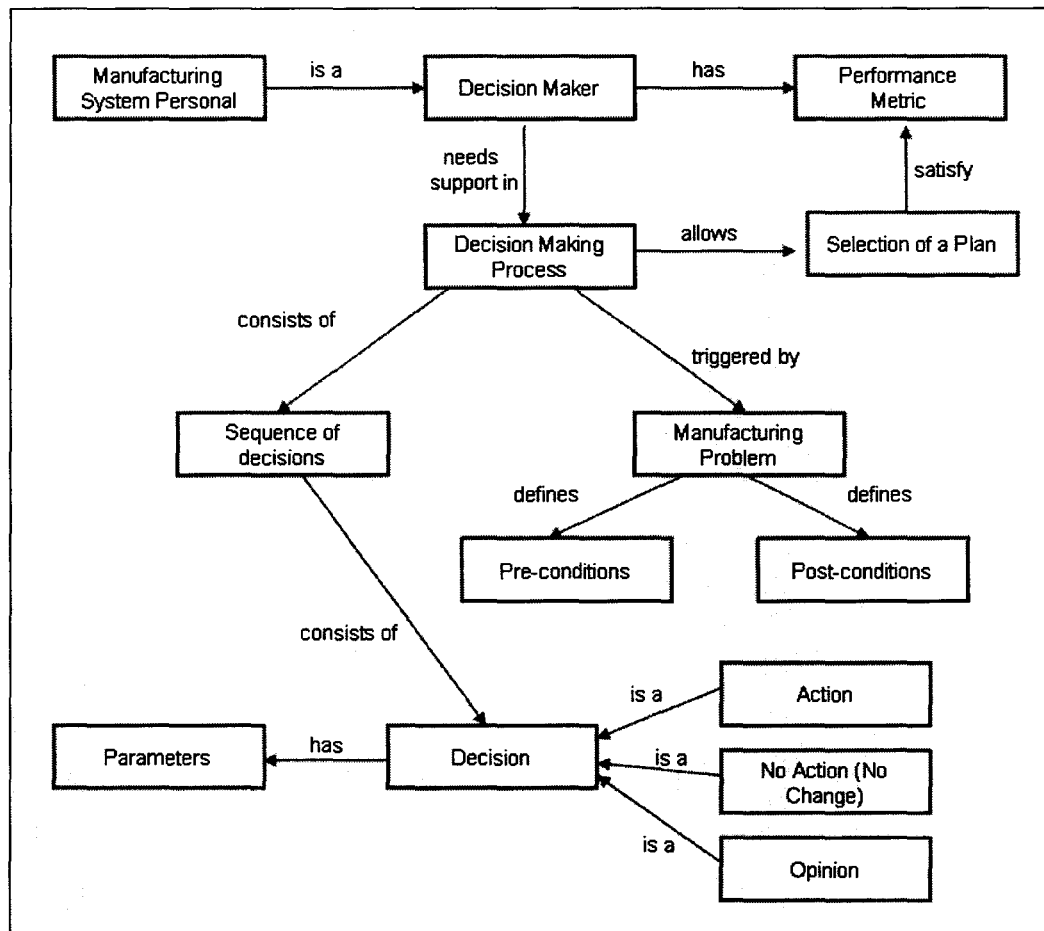 Manufacturing
System Personal
is a
Decision Maker
has
Performance
Metric
needs
support in
satisfy
Decision Making
Process
allows
Selection of a Plan
consists of
triggered by
Sequence of
decisions
Manufacturing
Problem
defines
defines
Pre-conditions
Post-conditions
consists of
is a
Action
Parameters
has
Decision
is a
No Action (No
Change)
is a
Opinion